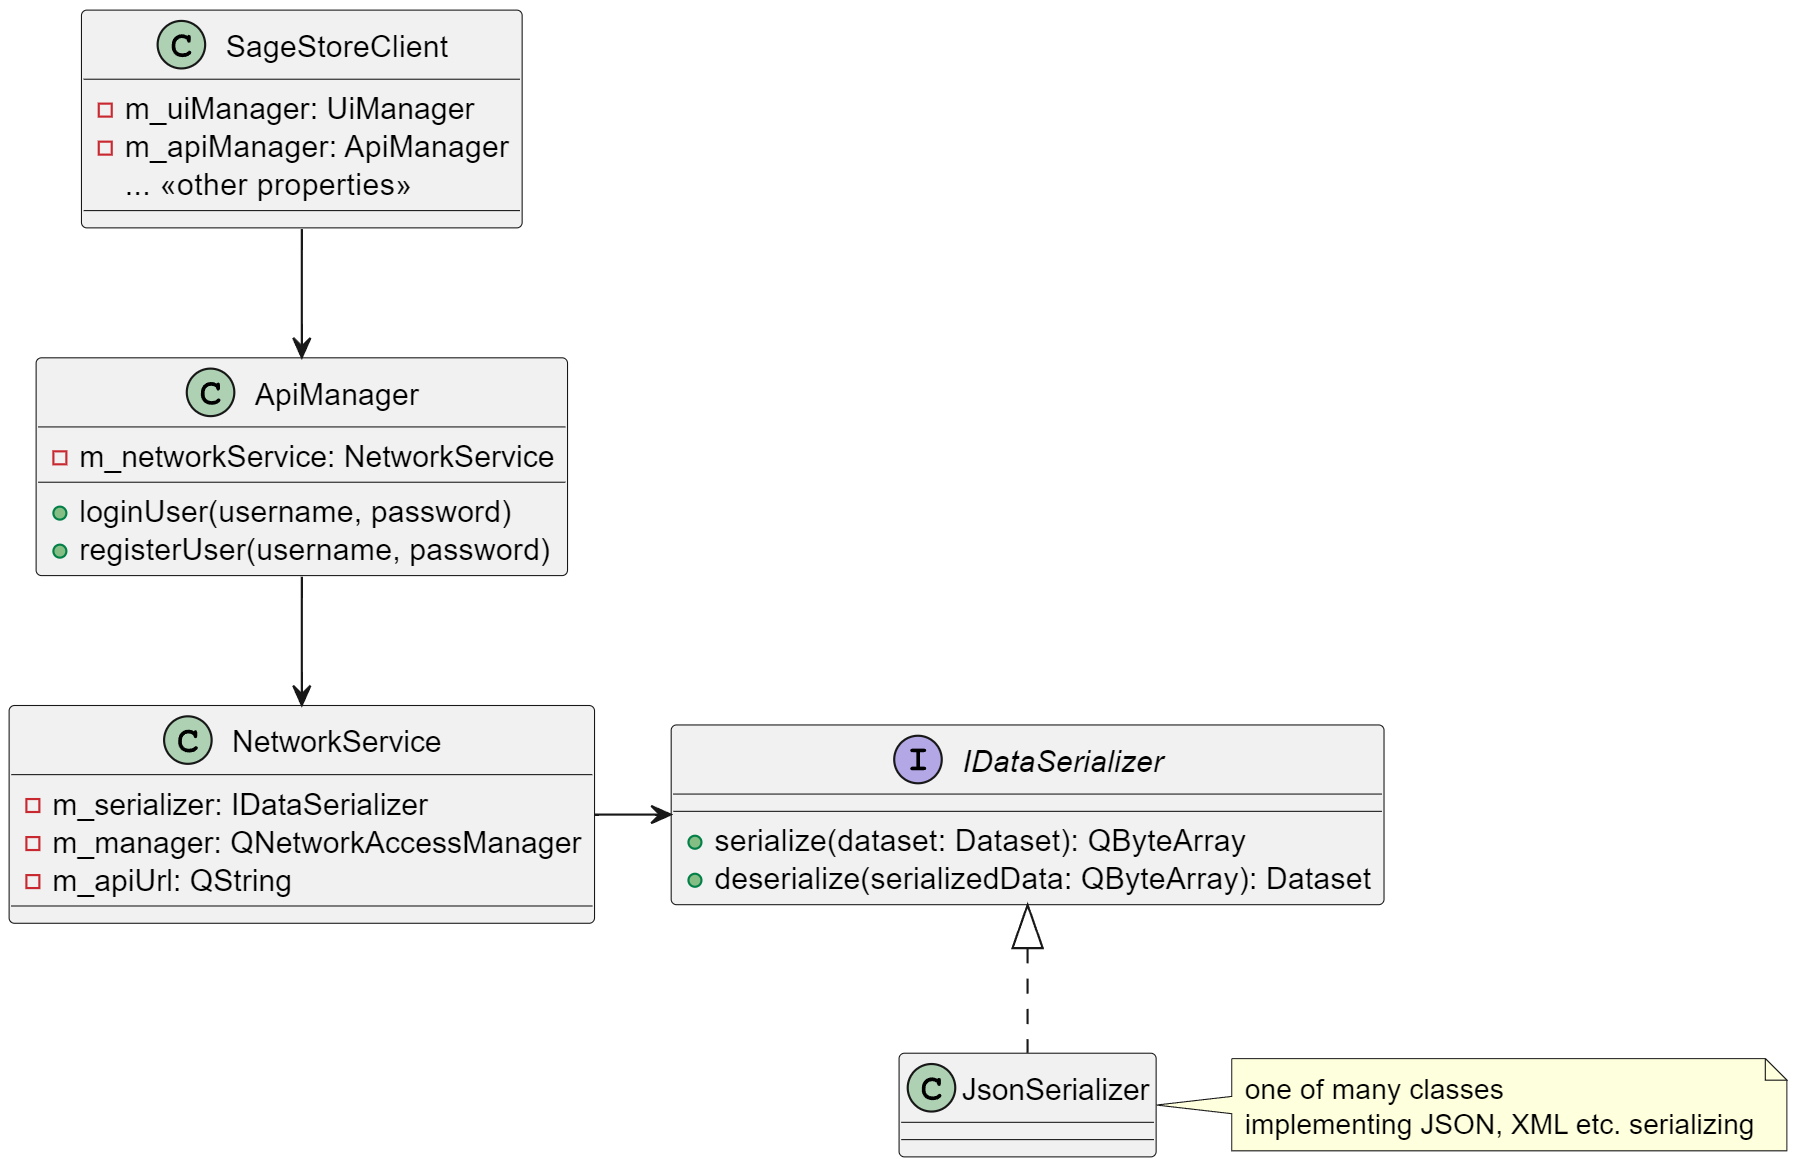 C SageStoreClient
m_uiManager: UiManager
m_apiManager: ApiManager
... «other properties»
C ApiManager
m_networkService: NetworkService
loginUser(username, password)
registerUser(username, password)
C NetworkService
m_serializer: IDataSerializer
m_manager: QNetworkAccessManager
m_apiUrl: QString
I IDataSerializer
serialize(dataset: Dataset): QByteArray
deserialize(serializedData: QByteArray): Dataset
C JsonSerializer
one of many classes
implementing JSON, XML etc. serializing